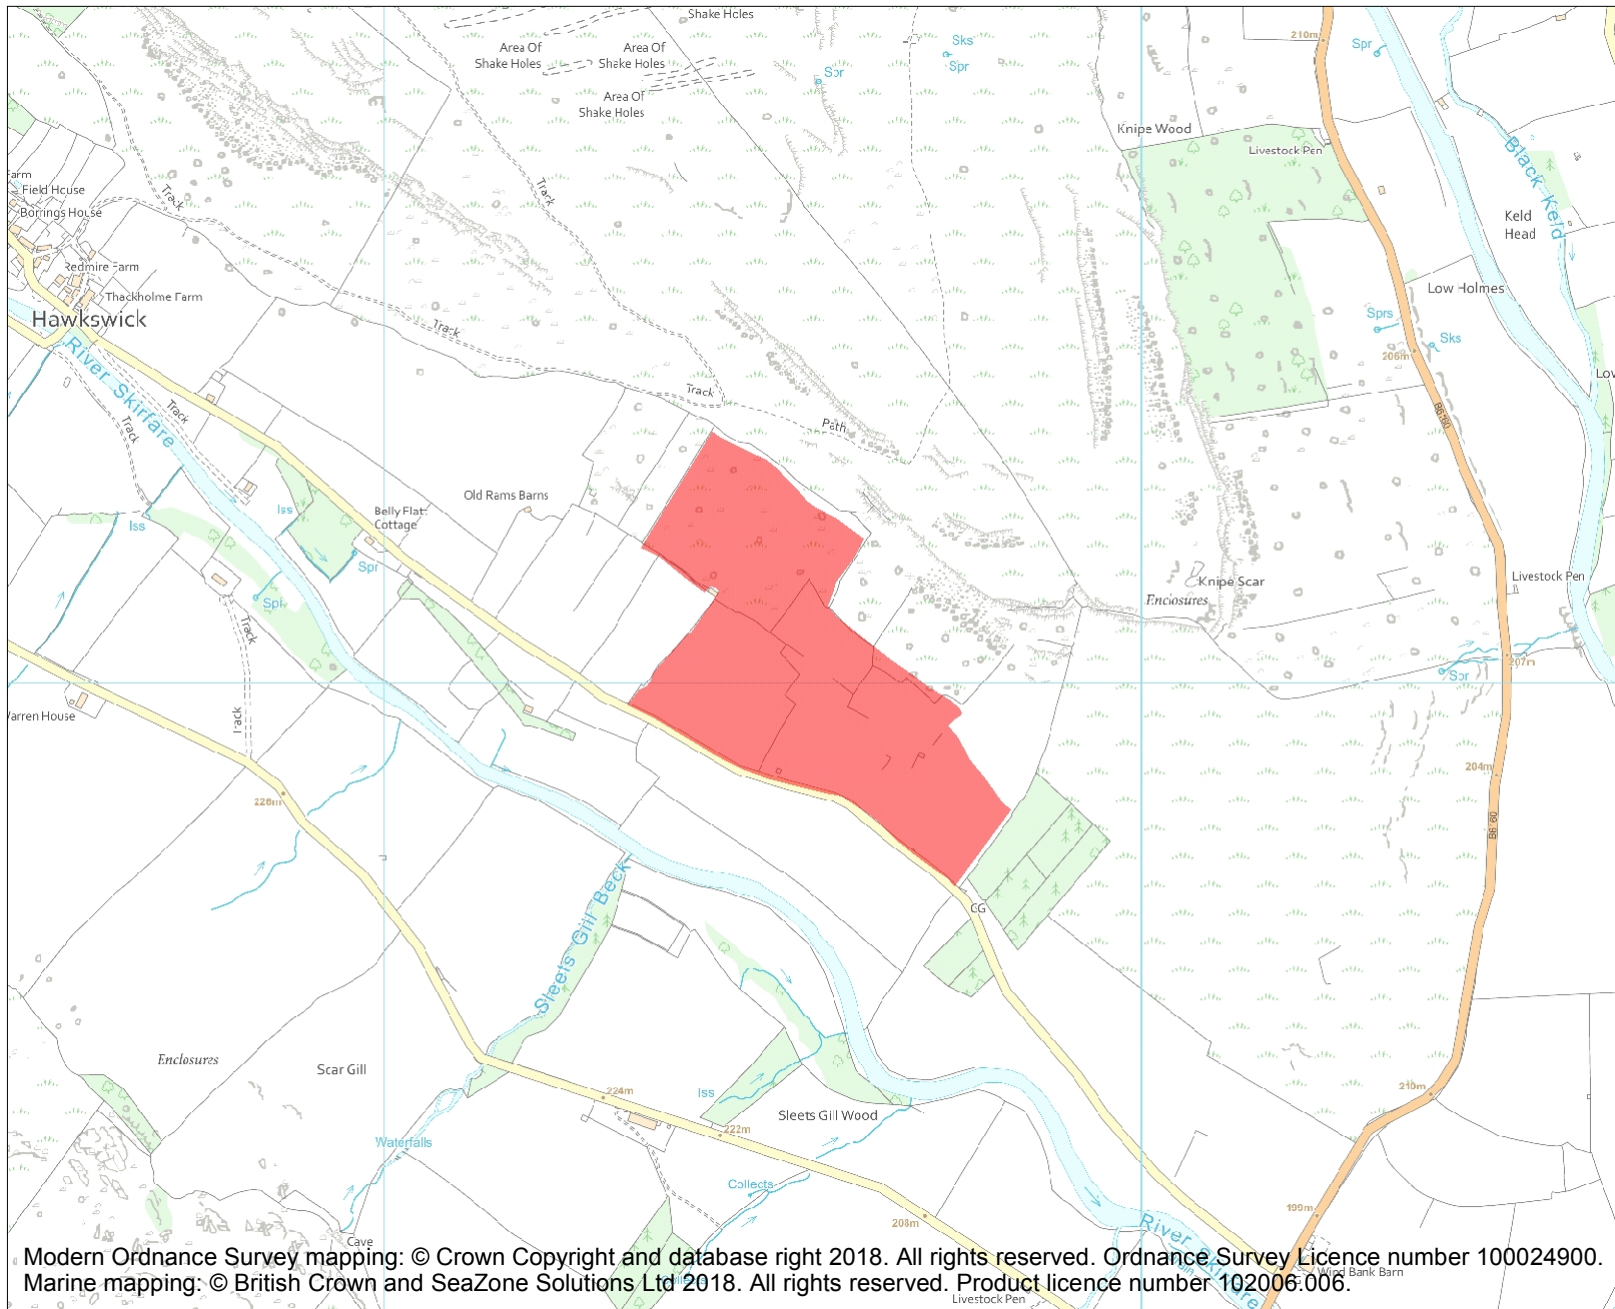 Shake Holes
Area Of
Shake Holes
Area Of
Shake Holes
Area Of
Shake Holes
Sks
Spr
Spr
210m
Spr
Black Keld
Knipe Wood
Livestock Pen
Keld
Head
Low Holmes
Sprs
Sks
206m
Field House
Borrings House
Track
Track
Redmire Farm
Thackholme Farm
Hawkswick
River Skirfare
Track
Track
Track
Track
Path
Old Rams Barns
Belly Flat
Cottage
Iss
Iss
Spr
Spr
Track
Track
Knipe Scar
Enclosures
Livestock Pen
207m
Spr
204m
226m
Sleets Gill Beck
CG
Enclosures
Scar Gill
224m
Iss
Sleets Gill Wood
222m
210m
Waterfalls
Collects
208m
199m
Cave
River Skirfare
Wind Bank Barn
CG
Livestock Pen
Modern Ordnance Survey mapping: © Crown Copyright and database right 2018. All rights reserved. Ordnance Survey Licence number 100024900.
Marine mapping: © British Crown and SeaZone Solutions Ltd 2018. All rights reserved. Product licence number 102006.006.